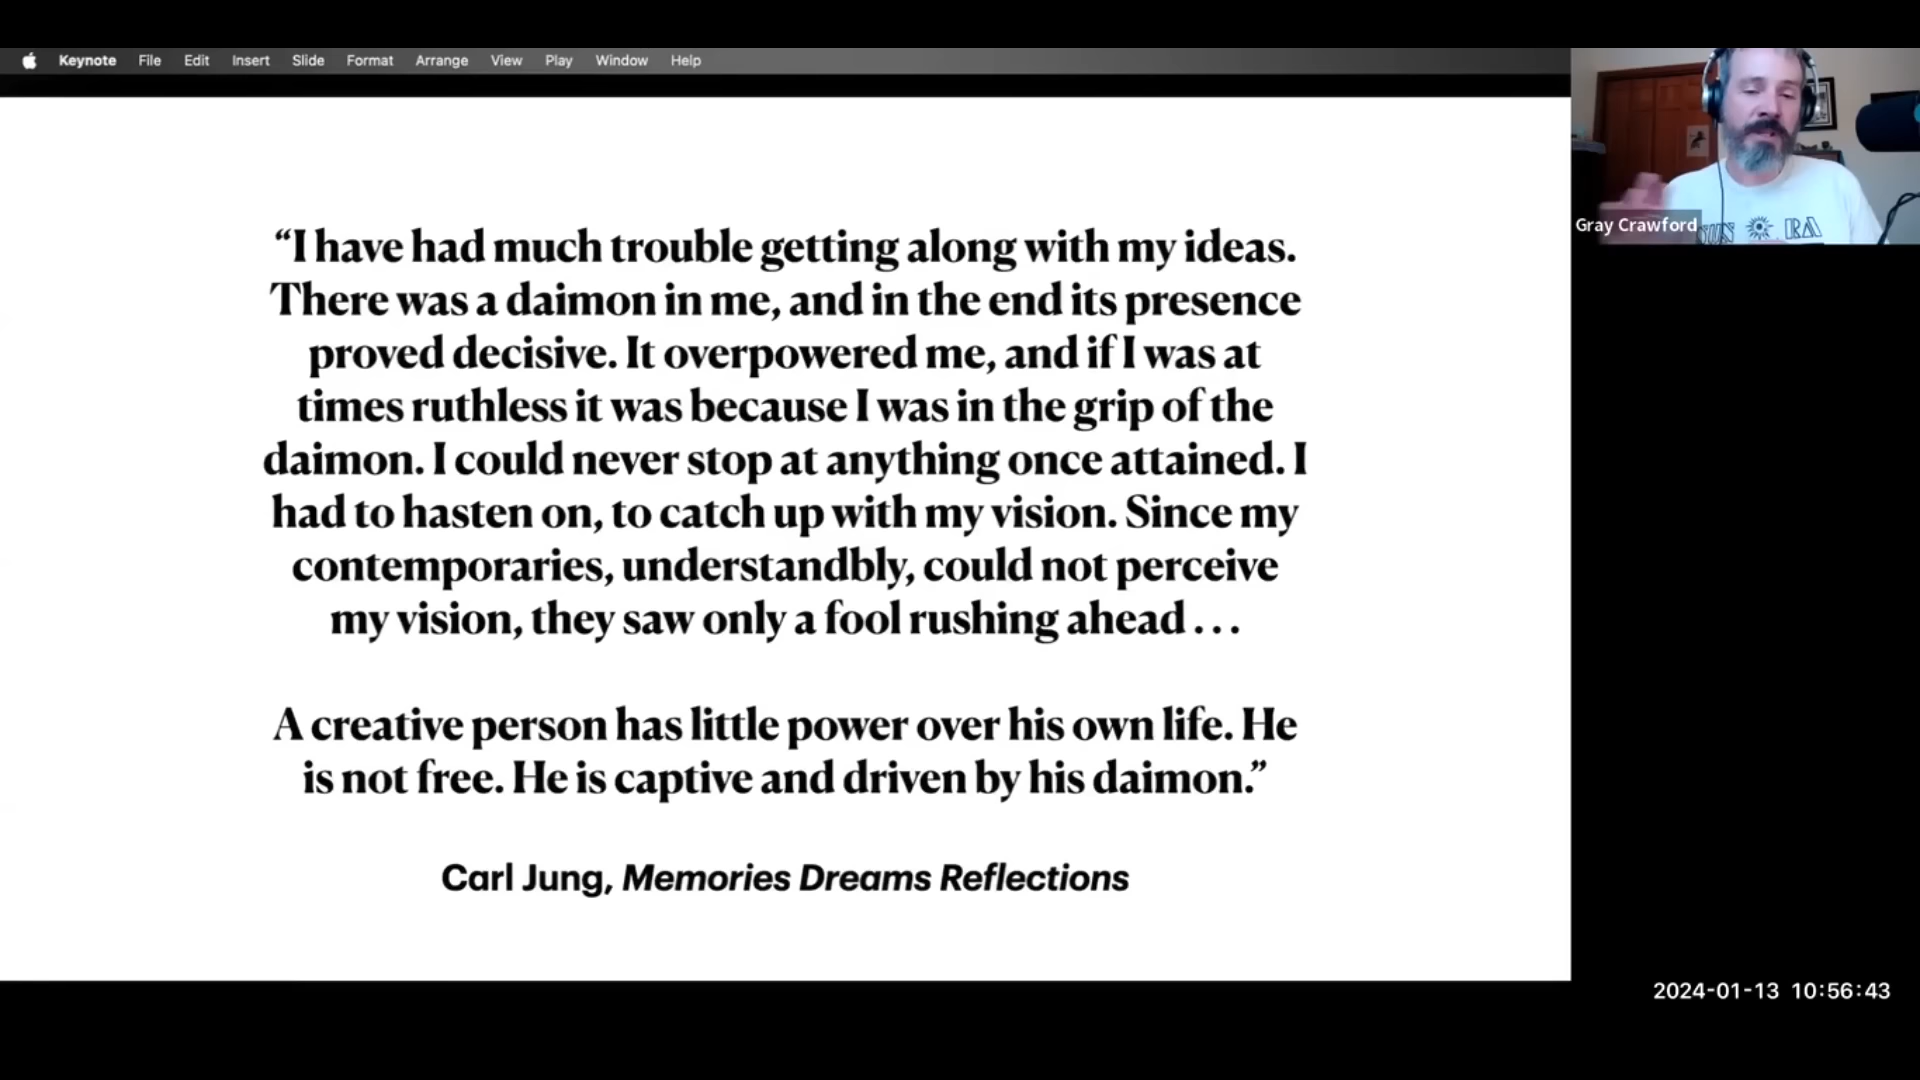 Keynote File Edit Insert Slide Format Arrange View Play Window Help
“I have had much trouble getting along with my ideas.
There was a daimon in me, and in the end its presence
proved decisive. It overpowered me, and if I was at
times ruthless it was because I was in the grip of the
daimon. I could never stop at anything once attained. I
had to hasten on, to catch up with my vision. Since my
contemporaries, understandbly, could not perceive
my vision, they saw only a fool rushing ahead . . .
A creative person has little power over his own life. He
is not free. He is captive and driven by his daimon.”
Carl Jung, Memories Dreams Reflections
Gray Crawford
SUN RA
2024-01-13 10:56:43